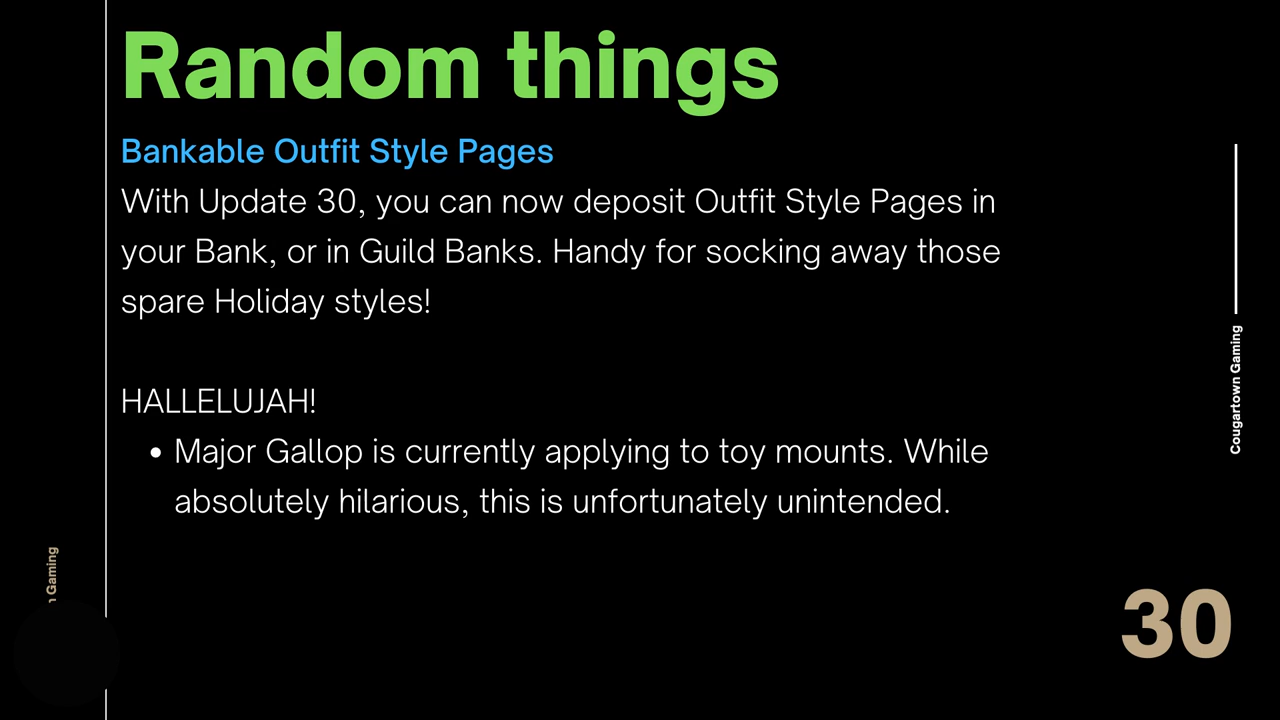 Random things
Bankable Outfit Style Pages
With Update 30, you can now deposit Outfit Style Pages in
your Bank, or in Guild Banks. Handy for socking away those
spare Holiday styles!
HALLELUJAH!
• Major Gallop is currently applying to toy mounts. While
absolutely hilarious, this is unfortunately unintended.
Cougartown Gaming
Gaming
30